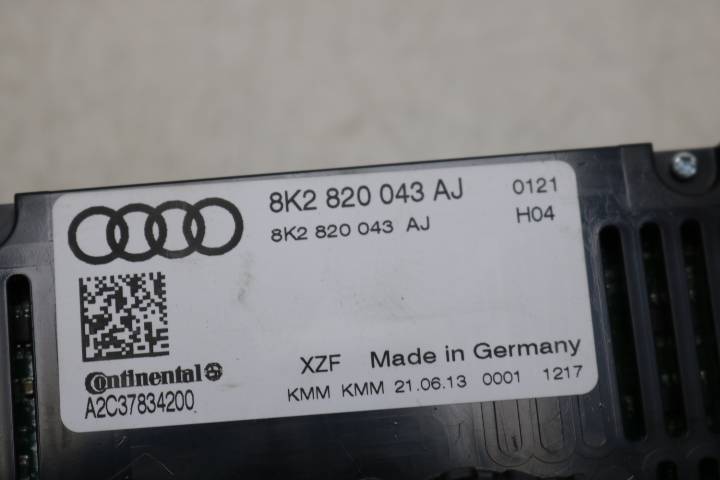 8K2 820 043 AJ 0121
8K2 820 043 AJ H04
Continental
A2C37834200
XZF Made in Germany
KMM KMM 21.06.13 0001 1217